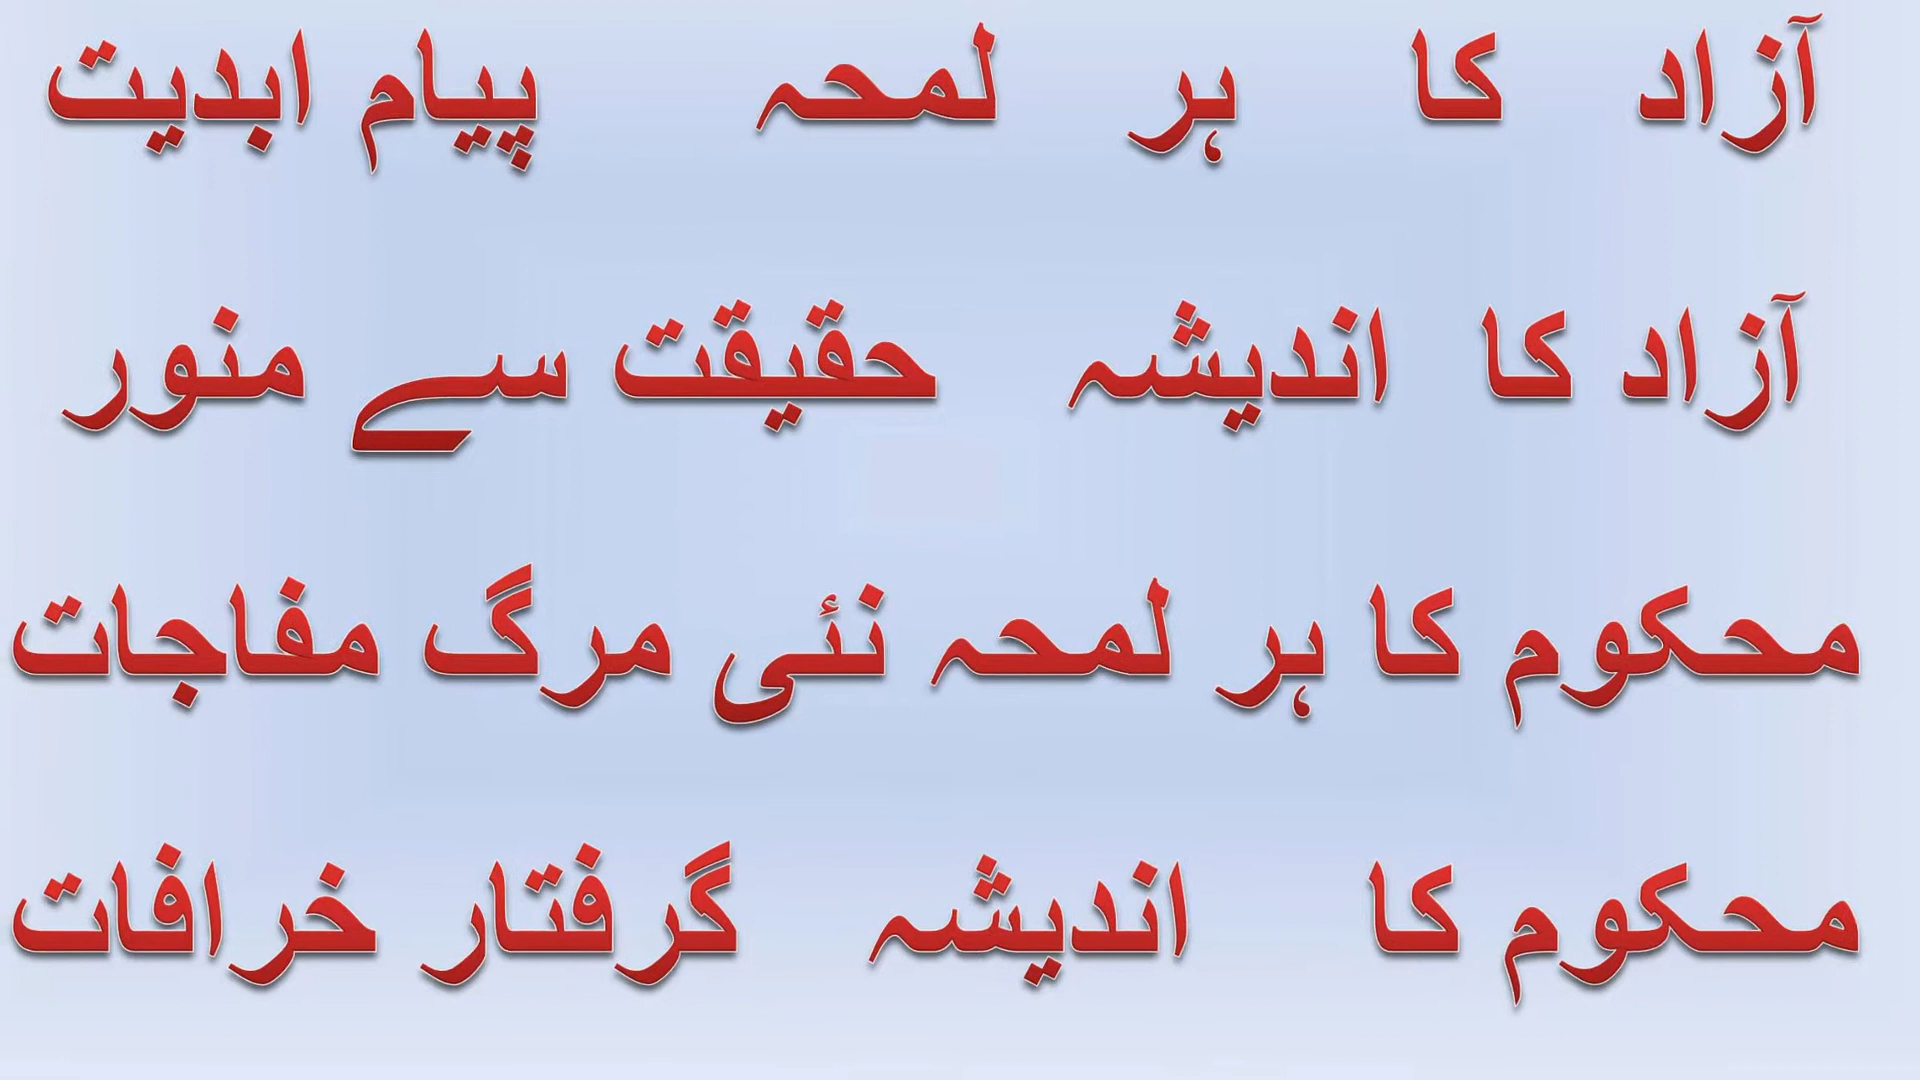 آزاد کا ہر لمحہ پیام ابدیت
آزاد کا اندیشہ حقیقت سے منور
محکوم کا ہر لمحہ نئی مرگ مفاجات
محکوم کا اندیشہ گرفتار خرافات